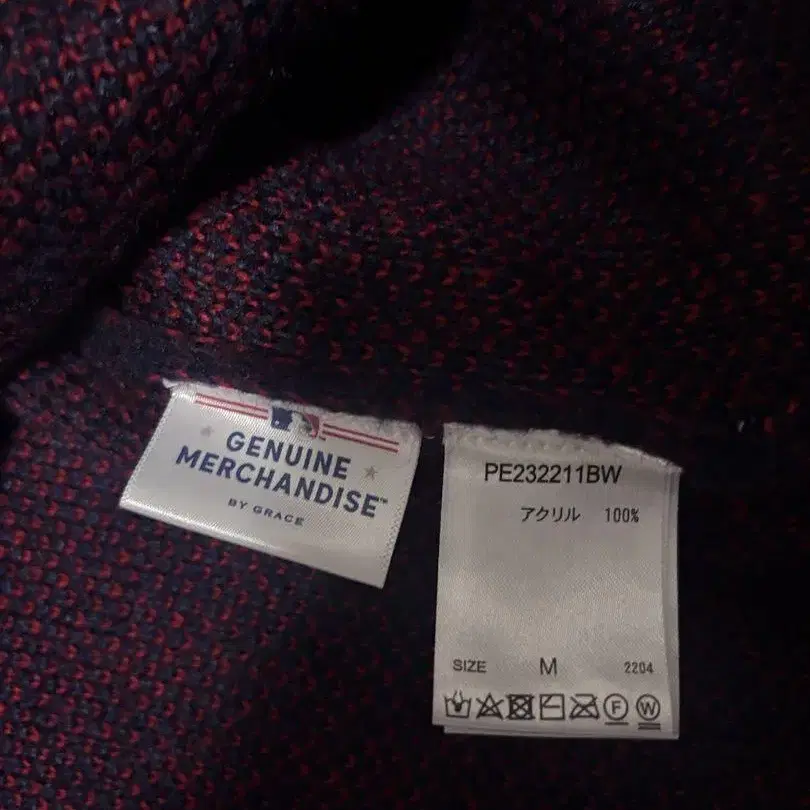 GENUINE
MERCHANDISE™
BY GRACE
PE232211BW
アクリル 100%
SIZE M 2204
F W